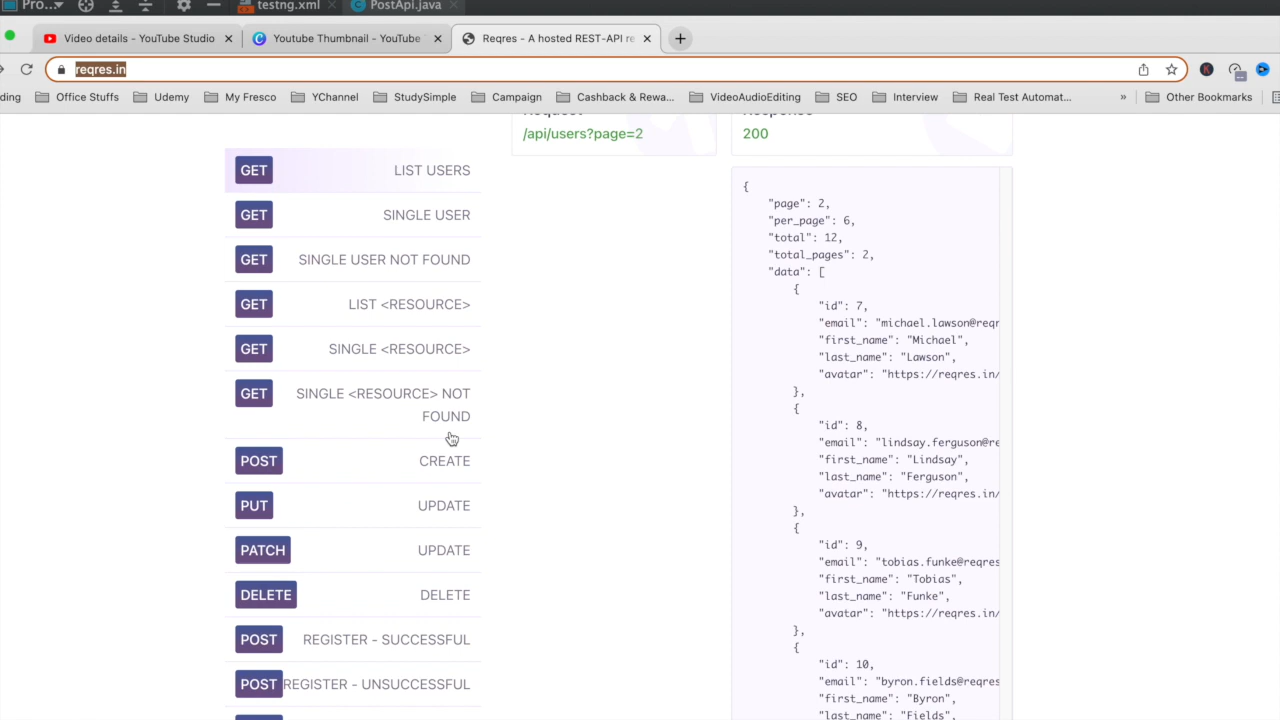 Pro...
testng.xml
PostApi.java
Video details - YouTube Studio
Youtube Thumbnail - YouTube
Reqres - A hosted REST-API re
reqres.in
ding
Office Stuffs
Udemy
My Fresco
YChannel
StudySimple
Campaign
Cashback & Rewa...
VideoAudioEditing
SEO
Interview
Real Test Automat...
»
Other Bookmarks
Request
Response
/api/users?page=2
200
GET LIST USERS
GET SINGLE USER
GET SINGLE USER NOT FOUND
GET LIST <RESOURCE>
GET SINGLE <RESOURCE>
GET SINGLE <RESOURCE> NOT
FOUND
POST CREATE
PUT UPDATE
PATCH UPDATE
DELETE DELETE
POST REGISTER - SUCCESSFUL
POST REGISTER - UNSUCCESSFUL
{
"page": 2,
"per_page": 6,
"total": 12,
"total_pages": 2,
"data": [
{
"id": 7,
"email": "michael.lawson@reqr
"first_name": "Michael",
"last_name": "Lawson",
"avatar": "https://reqres.in/
},
{
"id": 8,
"email": "lindsay.ferguson@re
"first_name": "Lindsay",
"last_name": "Ferguson",
"avatar": "https://reqres.in/
},
{
"id": 9,
"email": "tobias.funke@reqres
"first_name": "Tobias",
"last_name": "Funke",
"avatar": "https://reqres.in/
},
{
"id": 10,
"email": "byron.fields@reqres
"first_name": "Byron",
"last_name": "Fields",